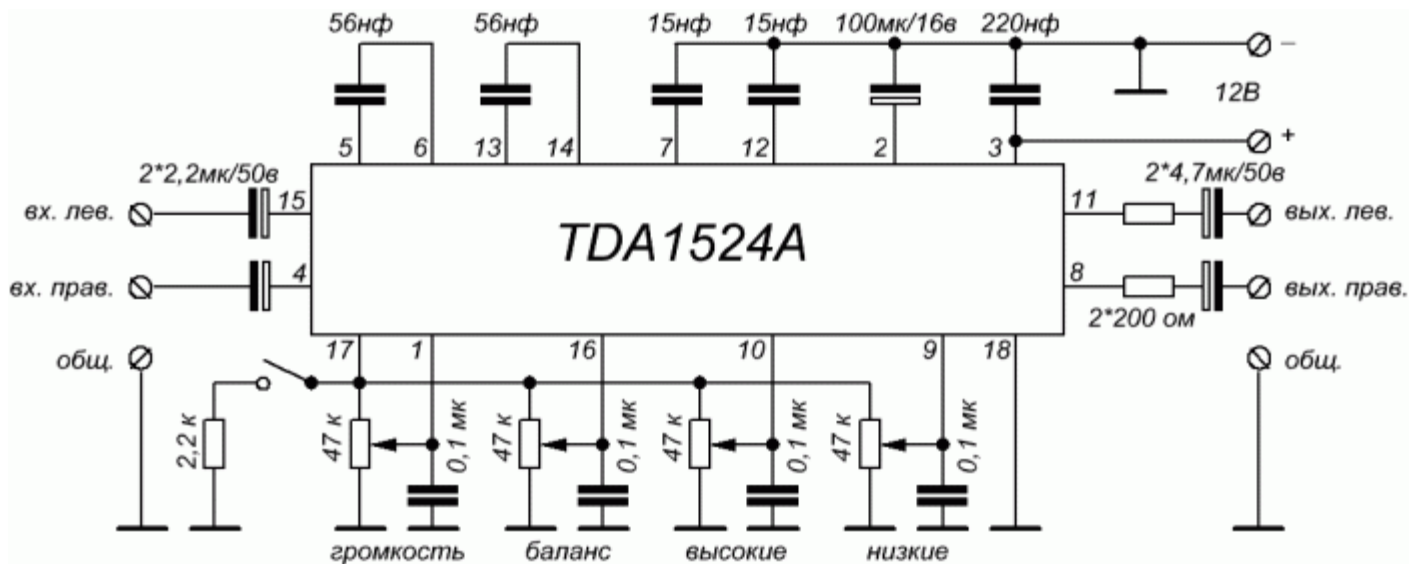 56нф 56нф 15нф 15нф 100мк/16в 220нф
–
12В
+
5 6 13 14 7 12 2 3
2*2,2мк/50в 2*4,7мк/50в
вх. лев. 15 11 вых. лев.
TDA1524A
вх. прав. 4 8 вых. прав.
2*200 ом
17 1 16 10 9 18
общ. общ.
2,2 к 47 к 0,1 мк 47 к 0,1 мк 47 к 0,1 мк 47 к 0,1 мк
громкость баланс высокие низкие